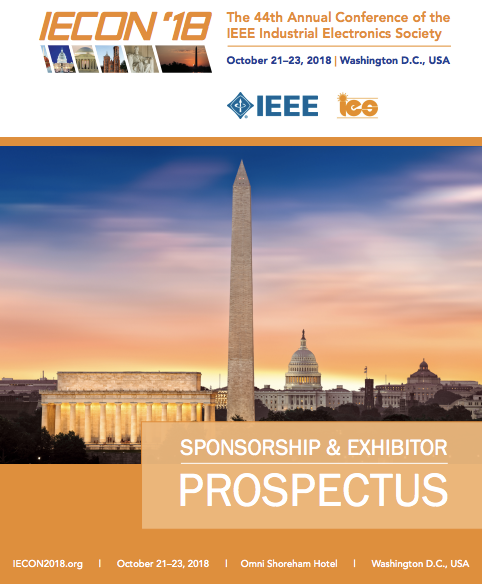 IECON '18
The 44th Annual Conference of the
IEEE Industrial Electronics Society
October 21–23, 2018 | Washington D.C., USA
IEEE
ies
SPONSORSHIP & EXHIBITOR
PROSPECTUS
IECON2018.org | October 21–23, 2018 | Omni Shoreham Hotel | Washington D.C., USA